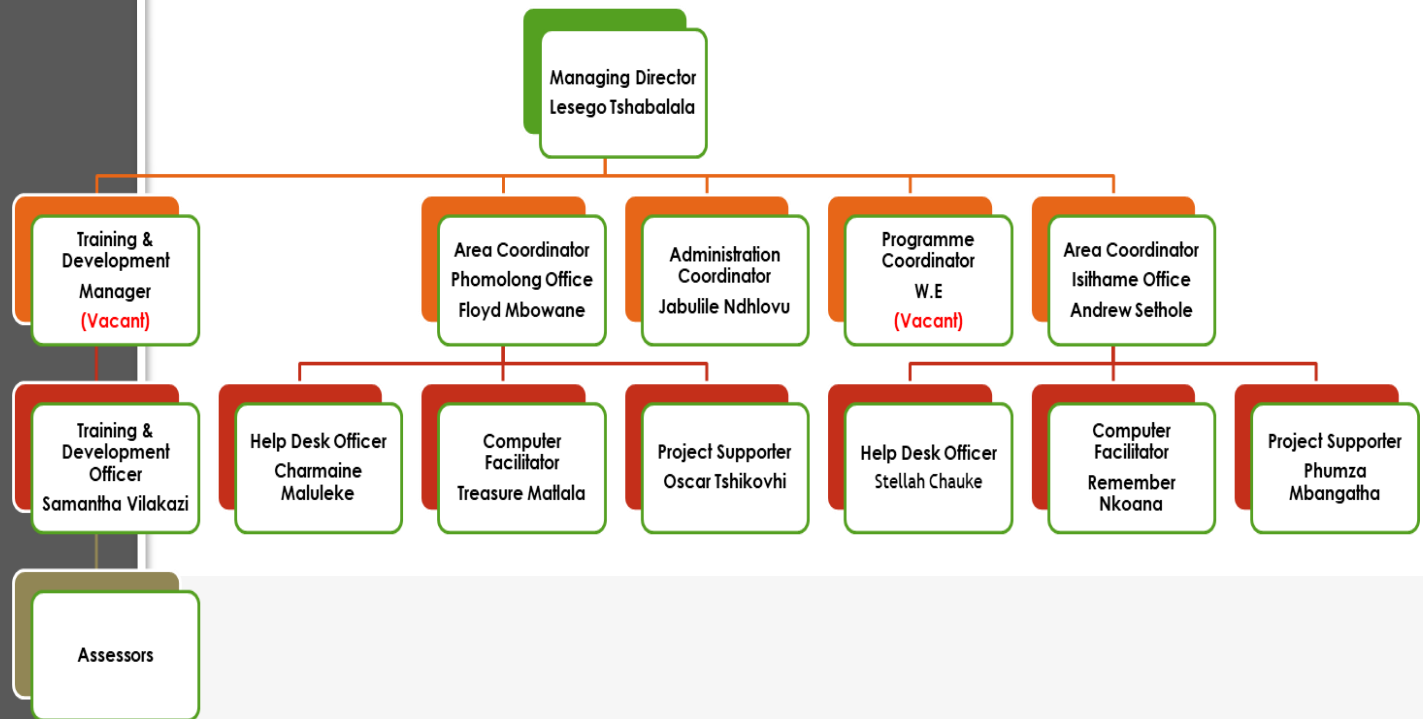 Managing Director
Lesego Tshabalala
Training &
Development
Manager
(Vacant)
Area Coordinator
Phomolong Office
Floyd Mbowane
Administration
Coordinator
Jabulile Ndhlovu
Programme
Coordinator
W.E
(Vacant)
Area Coordinator
Isithame Office
Andrew Sethole
Training &
Development
Officer
Samantha Vilakazi
Help Desk Officer
Charmaine
Maluleke
Computer
Facilitator
Treasure Matlala
Project Supporter
Oscar Tshikovhi
Help Desk Officer
Stellah Chauke
Computer
Facilitator
Remember
Nkoana
Project Supporter
Phumza
Mbangatha
Assessors